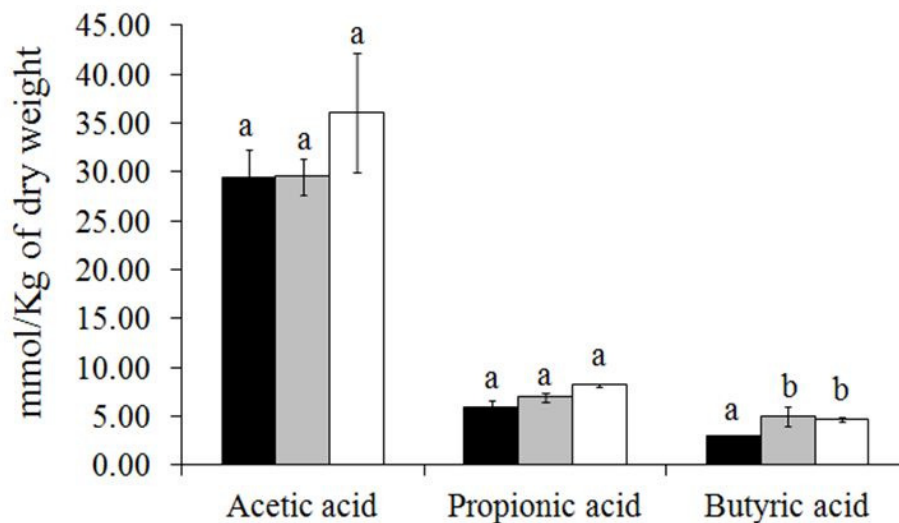 mmol/Kg of dry weight
45.00
40.00
35.00
30.00
25.00
20.00
15.00
10.00
5.00
0.00
a
a
a
a
a
a
a
b
b
Acetic acid
Propionic acid
Butyric acid